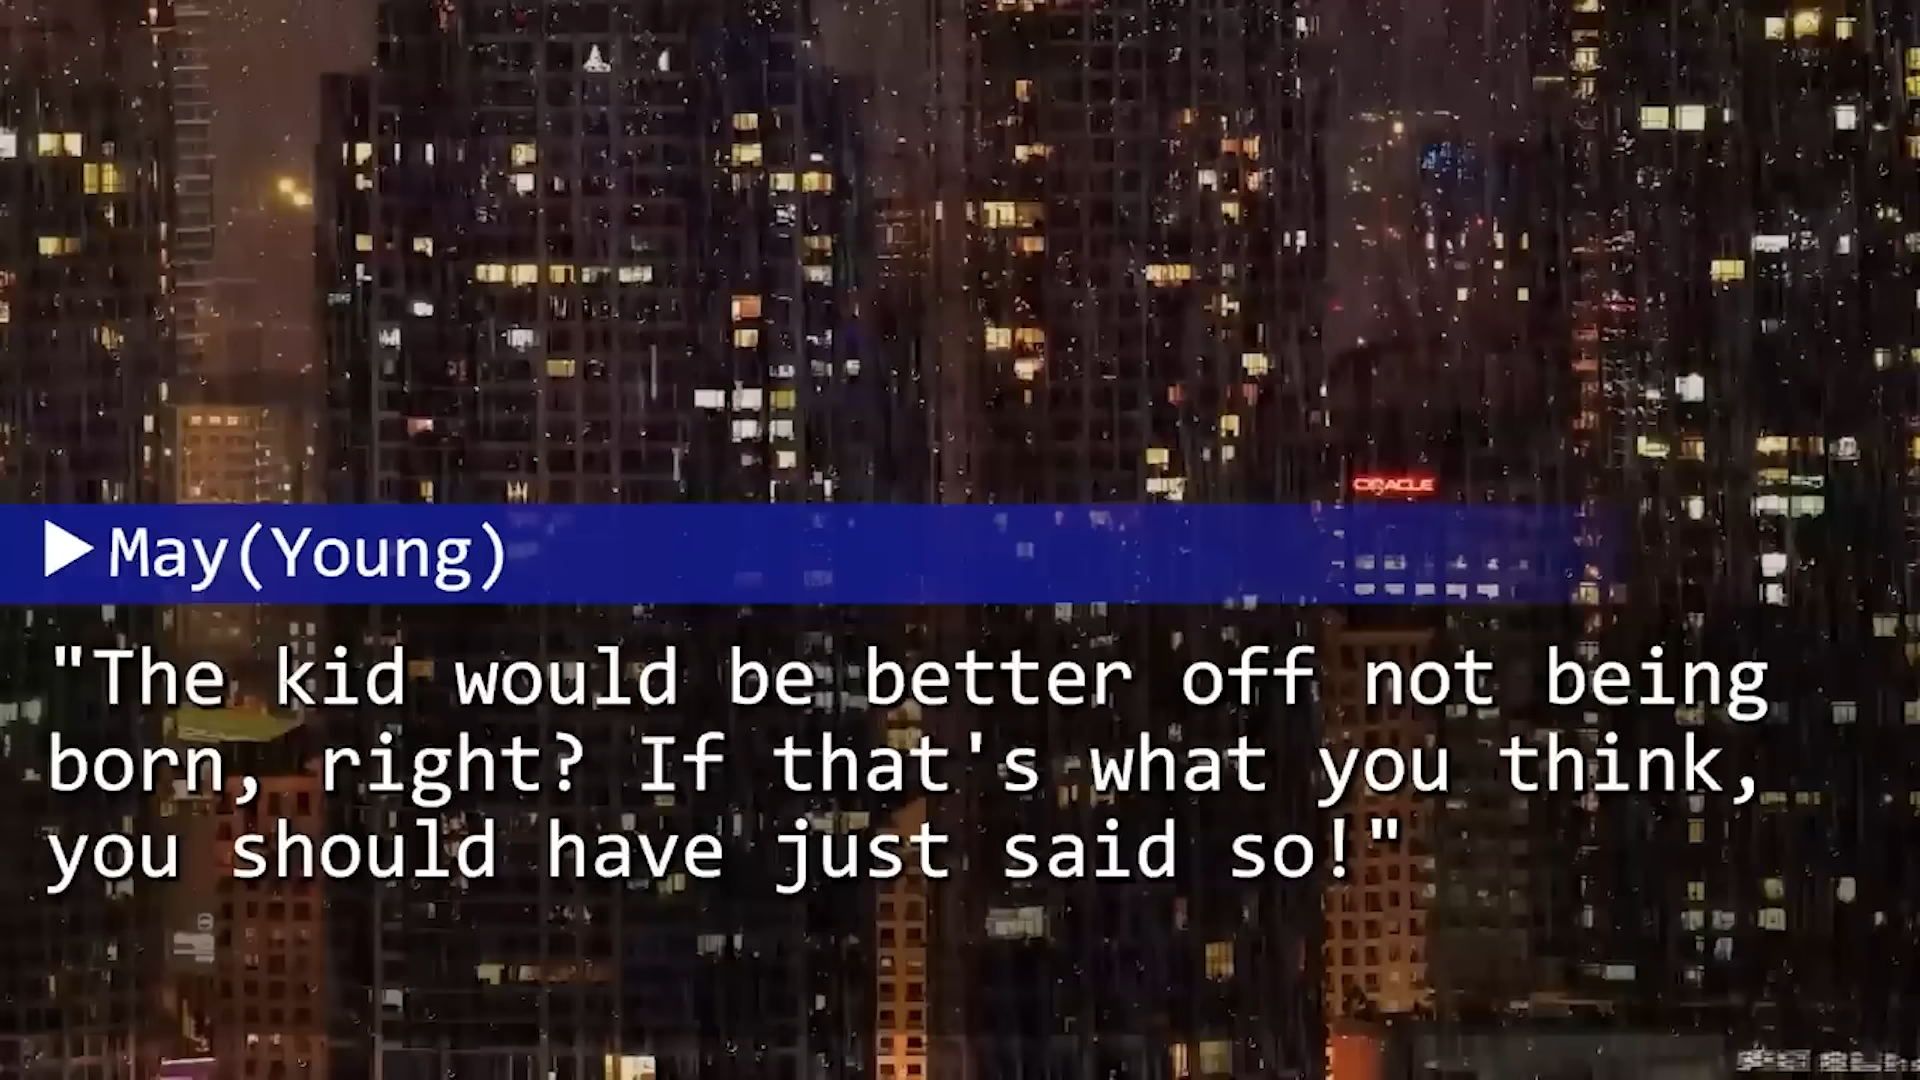 ORACLE
▶May(Young)
"The kid would be better off not being
born, right? If that's what you think,
you should have just said so!"